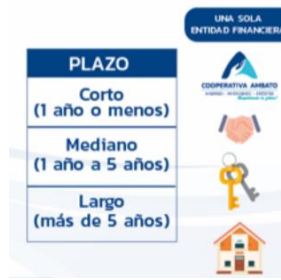 UNA SOLA
ENTIDAD FINANCIERA
PLAZO
Corto
(1 año o menos)
Mediano
(1 año a 5 años)
Largo
(más de 5 años)
COOPERATIVA AMBATO